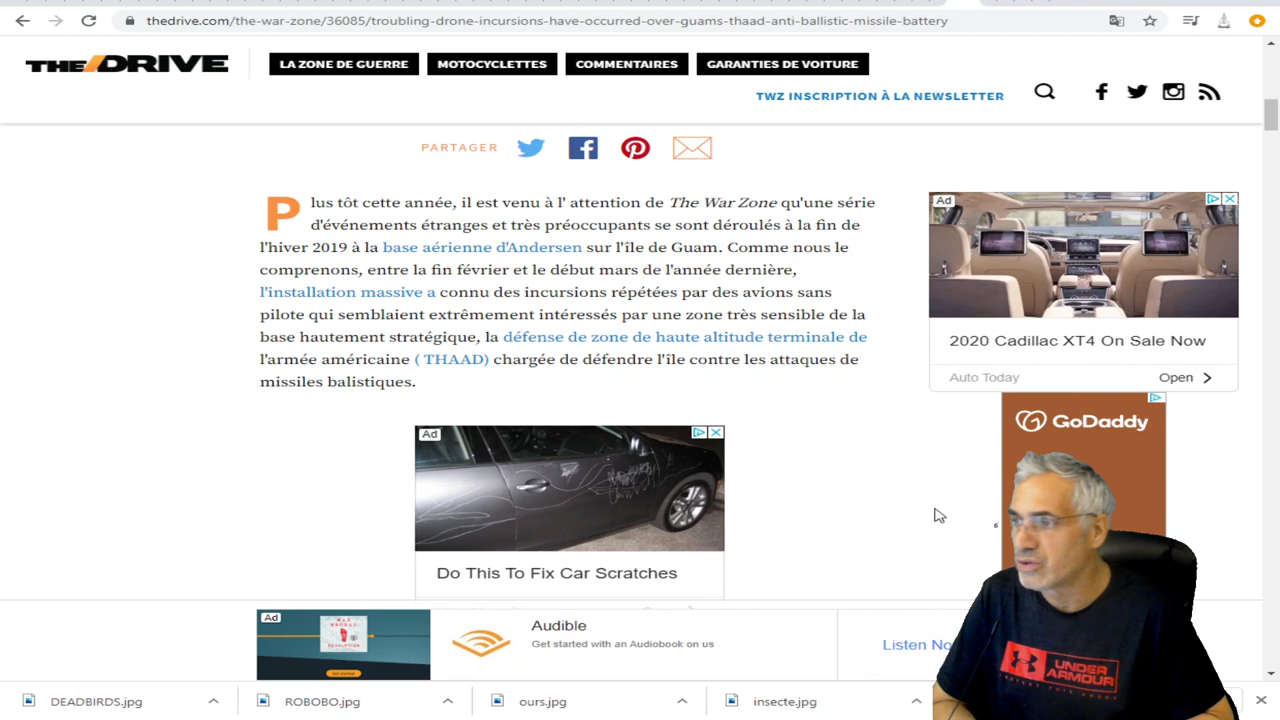 thedrive.com/the-war-zone/36085/troubling-drone-incursions-have-occurred-over-guams-thaad-anti-ballistic-missile-battery
THE/DRIVE
LA ZONE DE GUERRE
MOTOCYCLETTES
COMMENTAIRES
GARANTIES DE VOITURE
TWZ INSCRIPTION À LA NEWSLETTER
PARTAGER
Plus tôt cette année, il est venu à l' attention de The War Zone qu'une série
d'événements étranges et très préoccupants se sont déroulés à la fin de
l'hiver 2019 à la base aérienne d'Andersen sur l'île de Guam. Comme nous le
comprenons, entre la fin février et le début mars de l'année dernière,
l'installation massive a connu des incursions répétées par des avions sans
pilote qui semblaient extrêmement intéressés par une zone très sensible de la
base hautement stratégique, la défense de zone de haute altitude terminale de
l'armée américaine ( THAAD) chargée de défendre l'île contre les attaques de
missiles balistiques.
Ad
2020 Cadillac XT4 On Sale Now
Auto Today
Open
GoDaddy
Ad
Do This To Fix Car Scratches
Ad
Audible
Get started with an Audiobook on us
Listen No
UNDER ARMOUR
DEADBIRDS.jpg
ROBOBO.jpg
ours.jpg
insecte.jpg